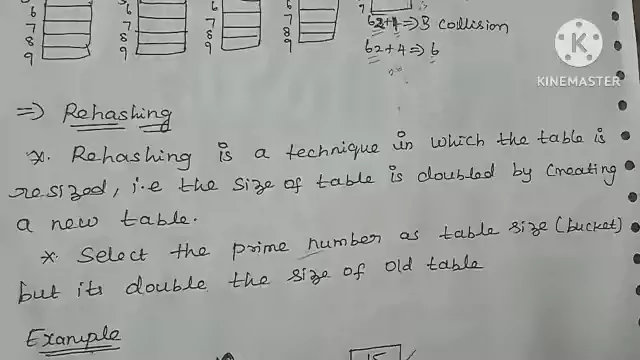 6
7
8
9
6
7
8
9
6
7
8
9
6
7
8
9
9
62+1 => 3 collision
62+4 => 6
KINEMASTER
=> Rehashing
*. Rehashing is a technique in which the table is
resized, i.e the size of table is doubled by creating
a new table.
*. Select the prime number as table size (bucket)
but its double the size of old table
Example
15